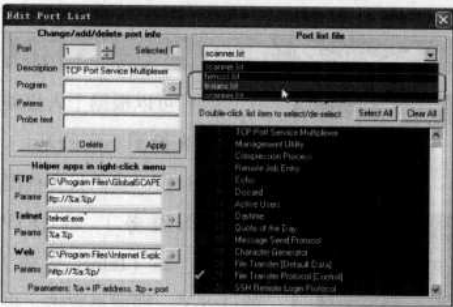 Edit Port List
Change/add/delete port info
Port 1 Selected
Description TCP Port Service Multiplexer
Program
Params
Probe text
Add Delete Apply
Helper apps in right-click menu
FTP C:\Program Files\GlobalSCAPE
Params ftp://%a:%p/
Telnet telnet.exe
Params %a %p
Web C:\Program Files\Internet Explc
Params http://%a:%p/
Parameters: %a = IP address, %p = port
Port list file
scanner.lst
scanner.lst
trojans.lst
Double-click list item to select/de-select
Select All Clear All
TCP Port Service Multiplexer
Management Utility
Compression Process
Remote Job Entry
Echo
Discard
Active Users
Daytime
Quote of the Day
Message Send Protocol
Character Generator
File Transfer [Default Data]
File Transfer Protocol [Control]
SSH Remote Login Protocol